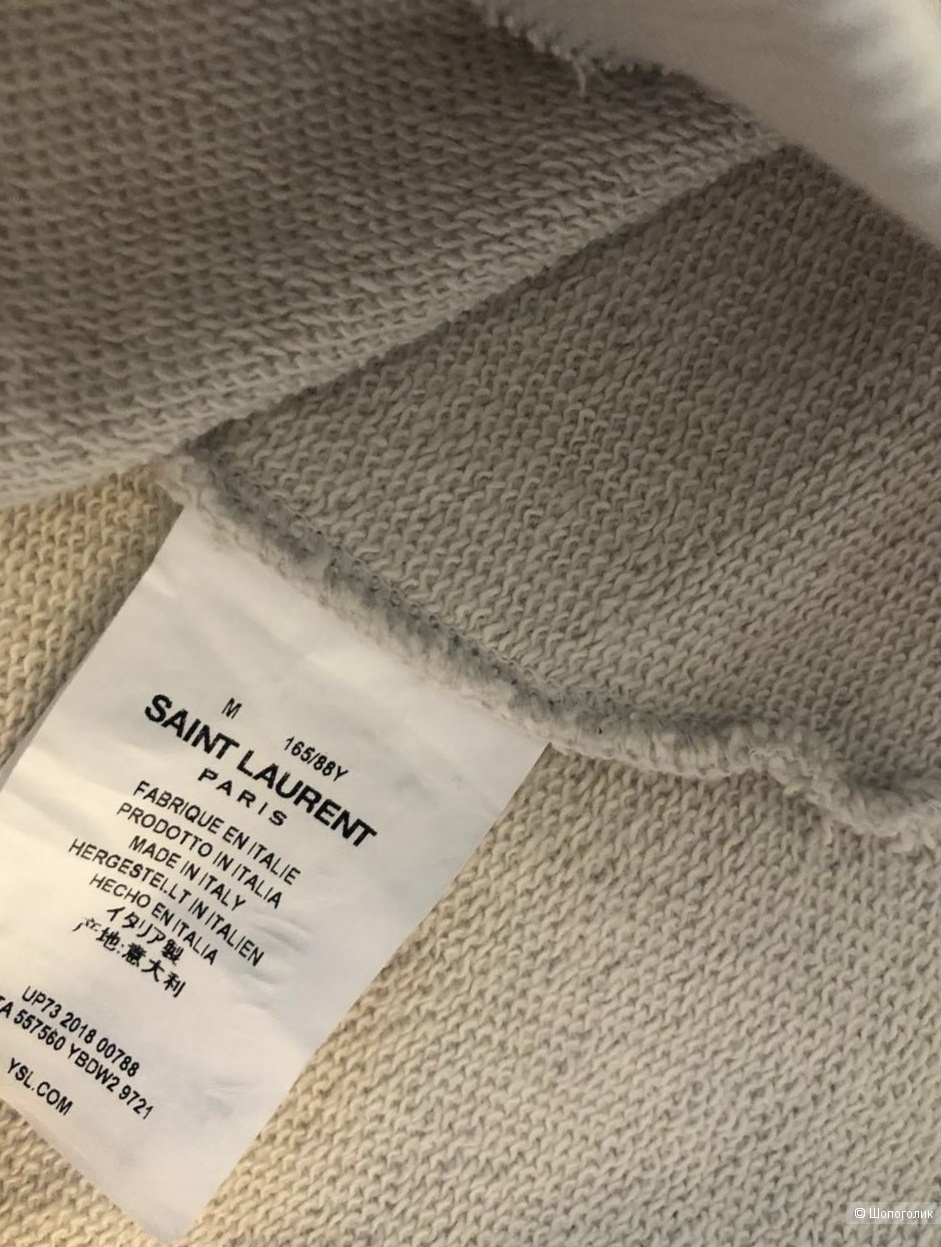 M
165/88Y
SAINT LAURENT
PARIS
FABRIQUE EN ITALIE
PRODOTTO IN ITALIA
MADE IN ITALY
HERGESTELLT IN ITALIEN
HECHO EN ITALIA
イタリア製
产地:意大利
UP73 2018 00788
TA 557560 YBDW2 9721
YSL.COM
© Шопоголик